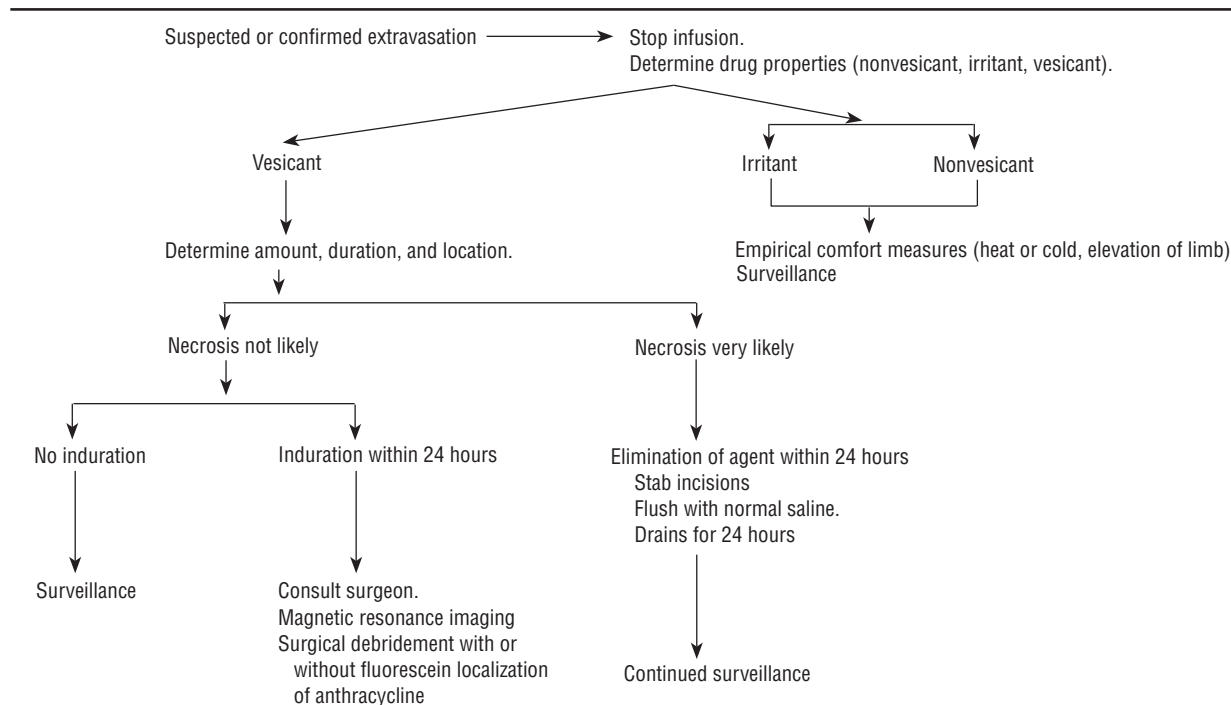 Suspected or confirmed extravasation
Stop infusion.
Determine drug properties (nonvesicant, irritant, vesicant).
Vesicant
Irritant
Nonvesicant
Determine amount, duration, and location.
Empirical comfort measures (heat or cold, elevation of limb)
Surveillance
Necrosis not likely
Necrosis very likely
No induration
Induration within 24 hours
Elimination of agent within 24 hours
Stab incisions
Flush with normal saline.
Drains for 24 hours
Surveillance
Consult surgeon.
Magnetic resonance imaging
Surgical debridement with or
without fluorescein localization
of anthracycline
Continued surveillance